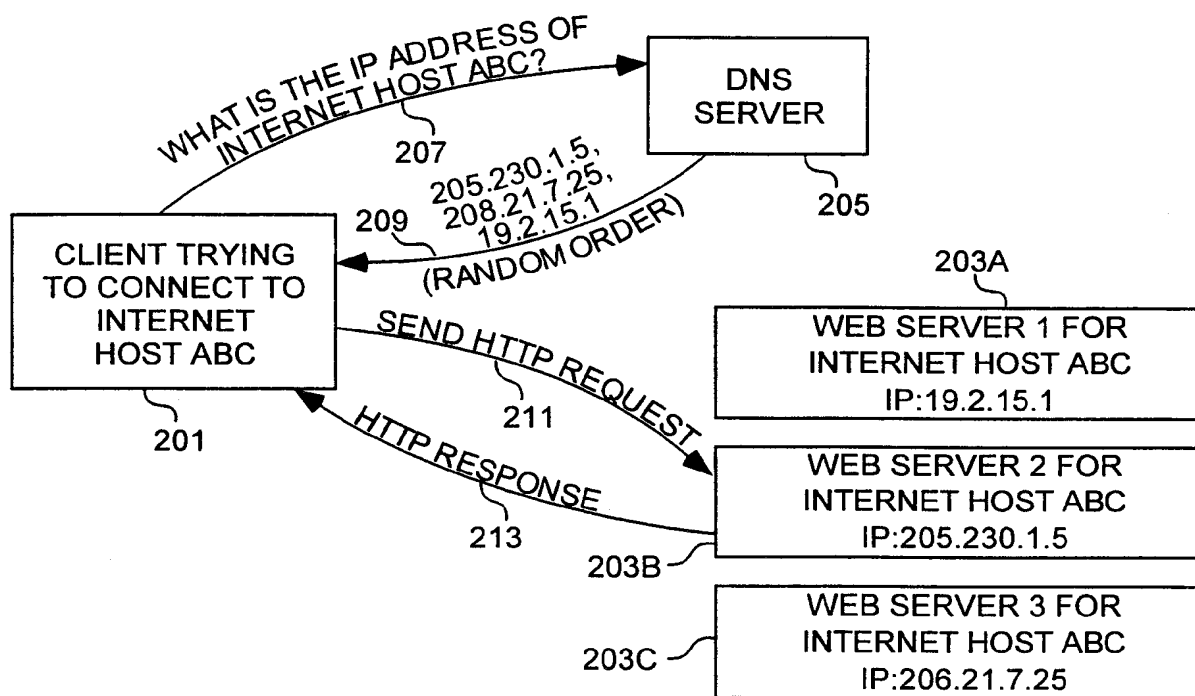 WHAT IS THE IP ADDRESS OF
INTERNET HOST ABC?
207
DNS
SERVER
205
205.230.1.5,
208.21.7.25,
19.2.15.1
(RANDOM ORDER)
209
CLIENT TRYING
TO CONNECT TO
INTERNET
HOST ABC
201
SEND HTTP REQUEST
211
HTTP RESPONSE
213
203A
WEB SERVER 1 FOR
INTERNET HOST ABC
IP:19.2.15.1
WEB SERVER 2 FOR
INTERNET HOST ABC
IP:205.230.1.5
203B
WEB SERVER 3 FOR
INTERNET HOST ABC
IP:206.21.7.25
203C